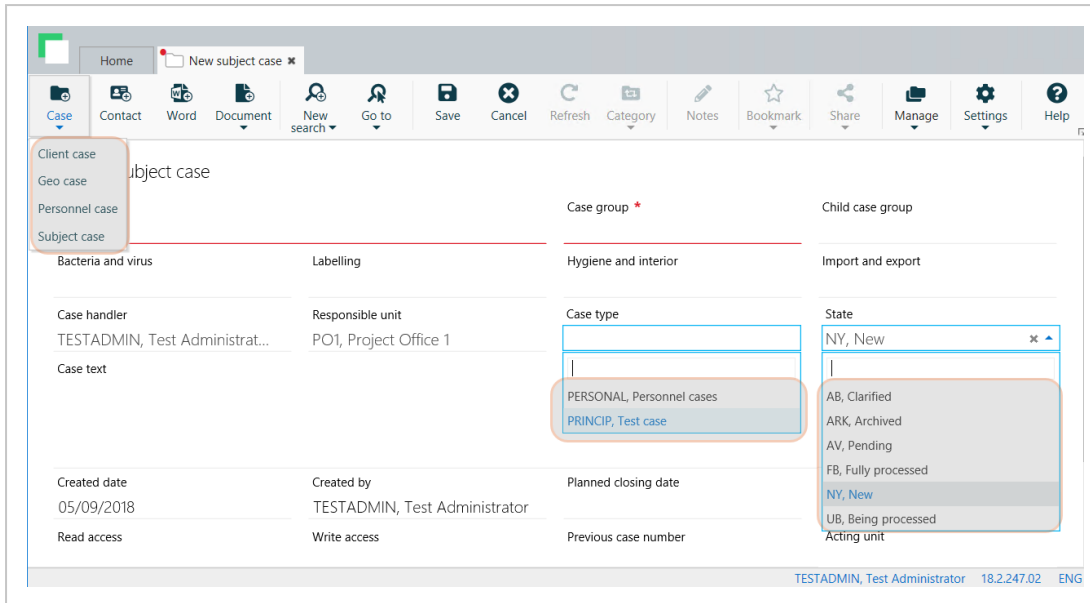 Home
New subject case
Case
Contact
Word
Document
New search
Go to
Save
Cancel
Refresh
Category
Notes
Bookmark
Share
Manage
Settings
Help
Client case
Geo case
Personnel case
Subject case
ubject case
Case group *
Child case group
Bacteria and virus
Labelling
Hygiene and interior
Import and export
Case handler
Responsible unit
Case type
State
TESTADMIN, Test Administrat...
PO1, Project Office 1
NY, New
Case text
PERSONAL, Personnel cases
PRINCIP, Test case
AB, Clarified
ARK, Archived
AV, Pending
FB, Fully processed
NY, New
UB, Being processed
Created date
Created by
Planned closing date
05/09/2018
TESTADMIN, Test Administrator
Read access
Write access
Previous case number
Acting unit
TESTADMIN, Test Administrator 18.2.247.02 ENG